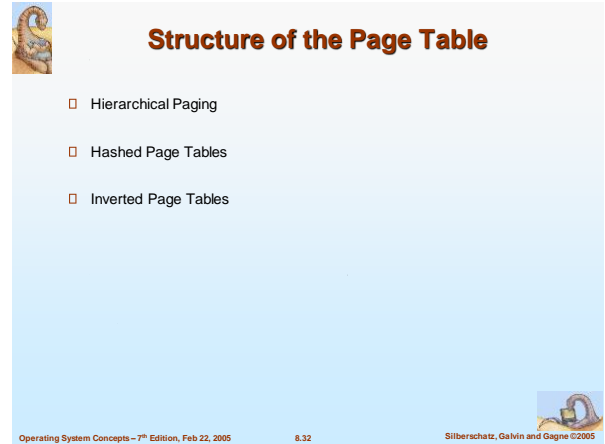 Structure of the Page Table
Hierarchical Paging
Hashed Page Tables
Inverted Page Tables
Operating System Concepts – 7th Edition, Feb 22, 2005
8.32
Silberschatz, Galvin and Gagne ©2005